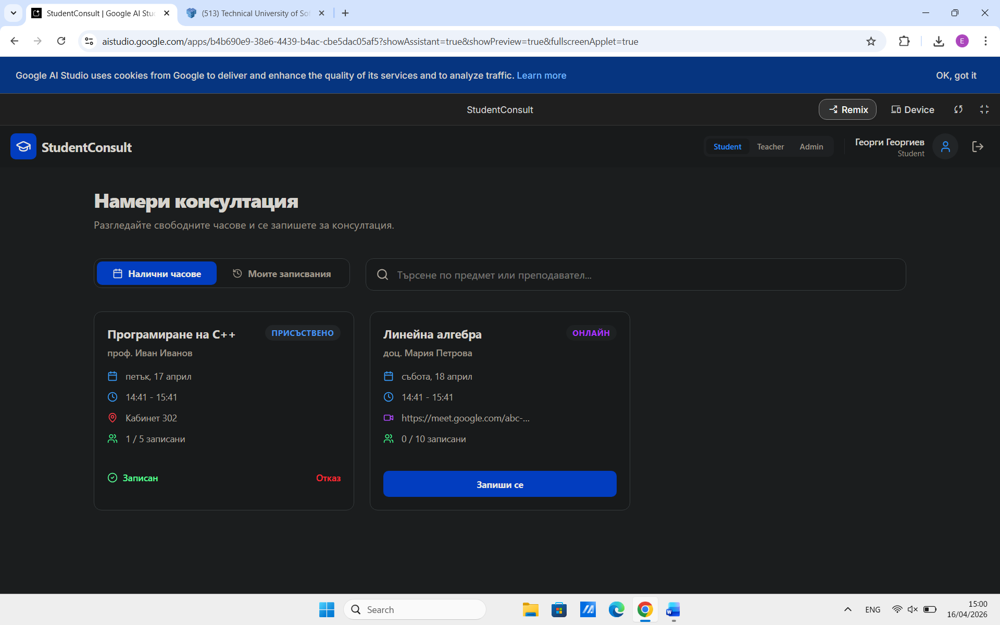 StudentConsult | Google AI Stu
(513) Technical University of So
aistudio.google.com/apps/b4b690e9-38e6-4439-b4ac-cbe5dac05af5?showAssistant=true&showPreview=true&fullscreenApplet=true
E
Google AI Studio uses cookies from Google to deliver and enhance the quality of its services and to analyze traffic. Learn more
OK, got it
StudentConsult
Remix
Device
StudentConsult
Student
Teacher
Admin
Георги Георгиев
Student
Намери консултация
Разгледайте свободните часове и се запишете за консултация.
Налични часове
Моите записвания
Търсене по предмет или преподавател...
Програмиране на C++
ПРИСЪСТВЕНО
проф. Иван Иванов
петък, 17 април
14:41 - 15:41
Кабинет 302
1 / 5 записани
Записан
Отказ
Линейна алгебра
ОНЛАЙН
доц. Мария Петрова
събота, 18 април
14:41 - 15:41
https://meet.google.com/abc-...
0 / 10 записани
Запиши се
Search
ENG
15:00
16/04/2026